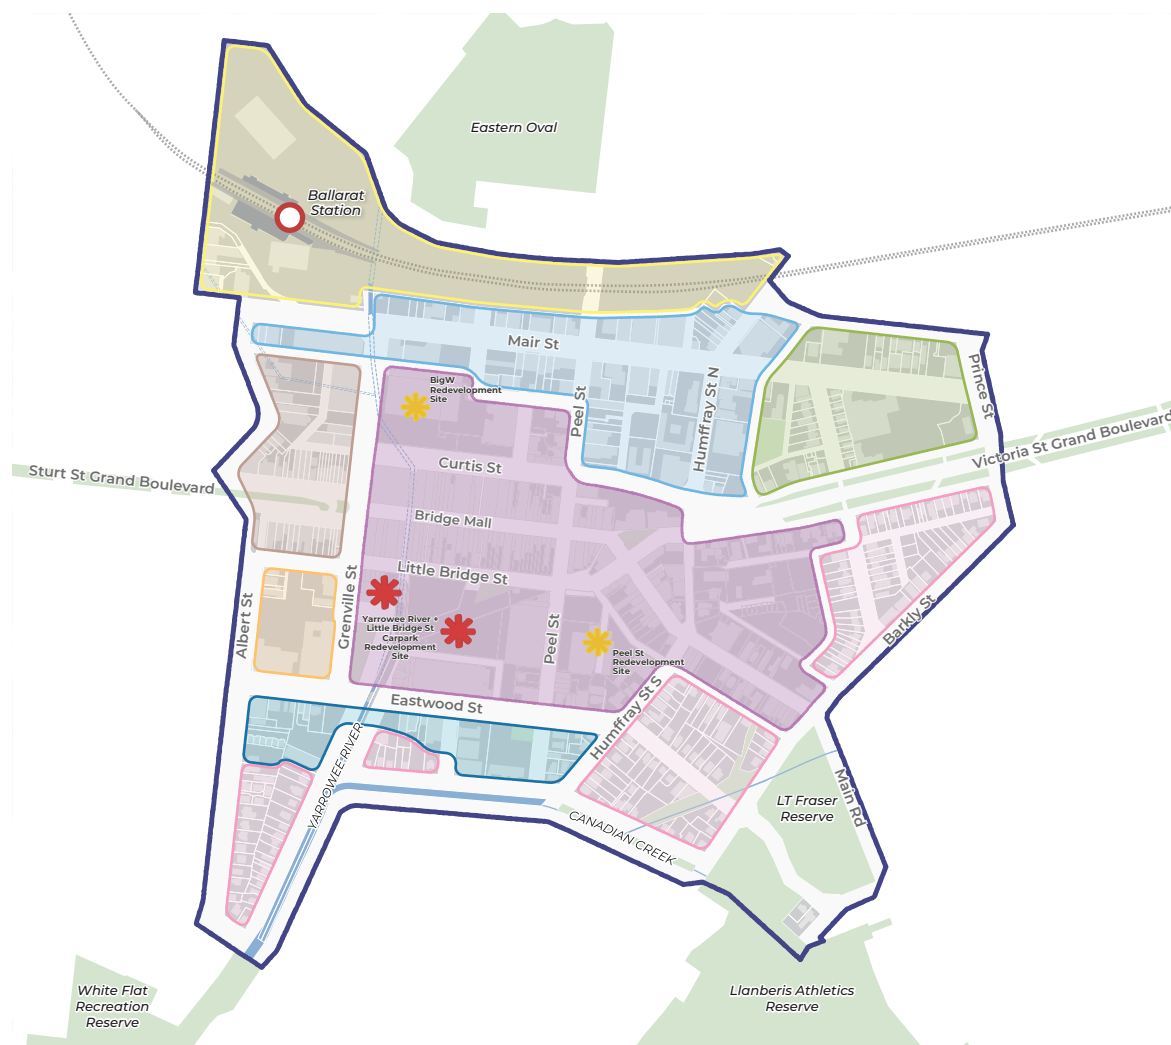 Eastern Oval
Ballarat
Station
Mair St
BigW
Redevelopment
Site
Peel St
Humffray St N
Prince St
Victoria St Grand Boulevard
Sturt St Grand Boulevard
Curtis St
Bridge Mall
Little Bridge St
Grenville St
Albert St
Yarrowee River +
Little Bridge St
Carpark
Redevelopment
Site
Peel St
Peel St
Redevelopment
Site
Barkly St
Eastwood St
Humffray St S
YARROWEE RIVER
CANADIAN CREEK
LT Fraser
Reserve
Main Rd
White Flat
Recreation
Reserve
Llanberis Athletics
Reserve